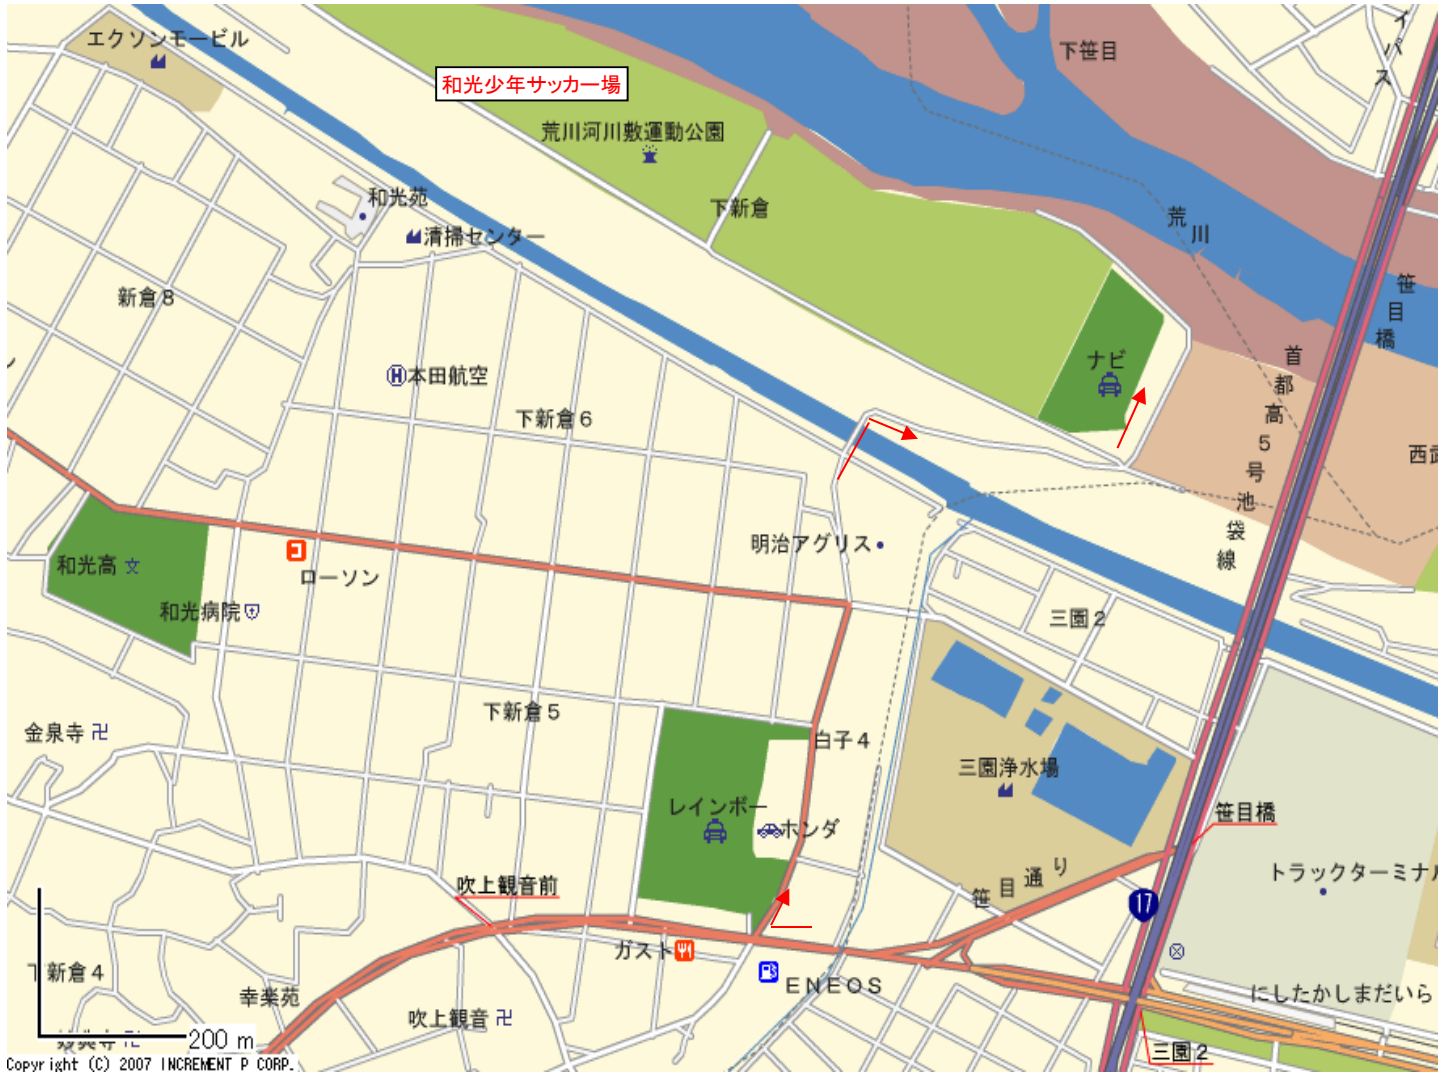 エクソンモービル
和光少年サッカー場
荒川河川敷運動公園
下笹目
イパス
和光苑
清掃センター
下新倉
荒川
笹目橋
新倉8
本田航空
下新倉6
ナビ
首都高5号池袋線
西武
和光高
ローソン
和光病院
明治アグリス
三園2
金泉寺
下新倉5
白子4
三園浄水場
レインボー
ホンダ
笹目橋
吹上観音前
笹目通り
17
トラックターミナル
ガスト
ENEOS
下新倉4
幸楽苑
吹上観音
にしたかしまだいら
200 m
三園2
Copyright (C) 2007 INCREMENT P CORP.